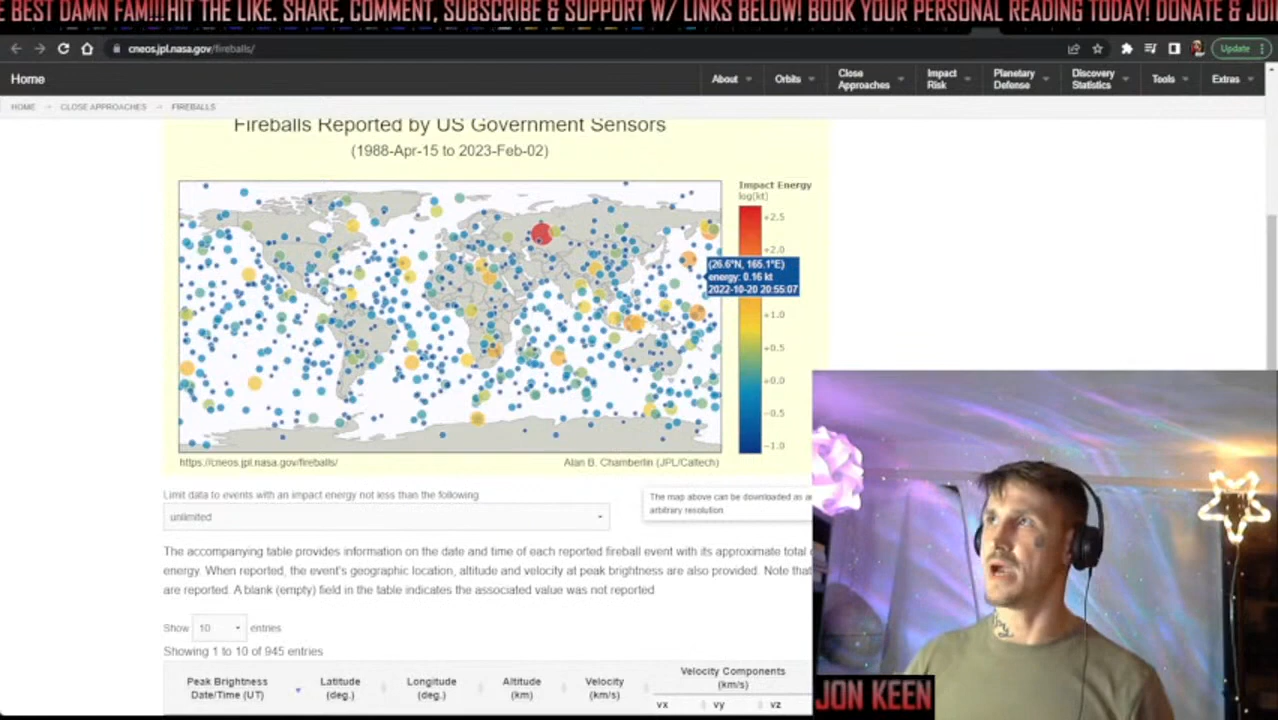 E BEST DAMN FAM!!! HIT THE LIKE. SHARE, COMMENT, SUBSCRIBE & SUPPORT W/ LINKS BELOW! BOOK YOUR PERSONAL READING TODAY! DONATE & JOI
cneos.jpl.nasa.gov/fireballs/
Update
Home
About
Orbits
Close Approaches
Impact Risk
Planetary Defense
Discovery Statistics
Tools
Extras
HOME
CLOSE APPROACHES
FIREBALLS
Fireballs Reported by US Government Sensors
(1988-Apr-15 to 2023-Feb-02)
Impact Energy
log(kt)
+2.5
+2.0
(26.6°N, 165.1°E)
energy: 0.16 kt
2022-10-20 20:55:07
+1.0
+0.5
+0.0
-0.5
-1.0
https://cneos.jpl.nasa.gov/fireballs/
Alan B. Chamberlin (JPL/Caltech)
Limit data to events with an impact energy not less than the following
unlimited
The map above can be downloaded as a
arbitrary resolution
The accompanying table provides information on the date and time of each reported fireball event with its approximate total
energy. When reported, the event's geographic location, altitude and velocity at peak brightness are also provided. Note that
are reported. A blank (empty) field in the table indicates the associated value was not reported
Show 10 entries
Showing 1 to 10 of 945 entries
Peak Brightness
Date/Time (UT)
Latitude
(deg.)
Longitude
(deg.)
Altitude
(km)
Velocity
(km/s)
Velocity Components
(km/s)
vx
vy
vz
JON KEEN